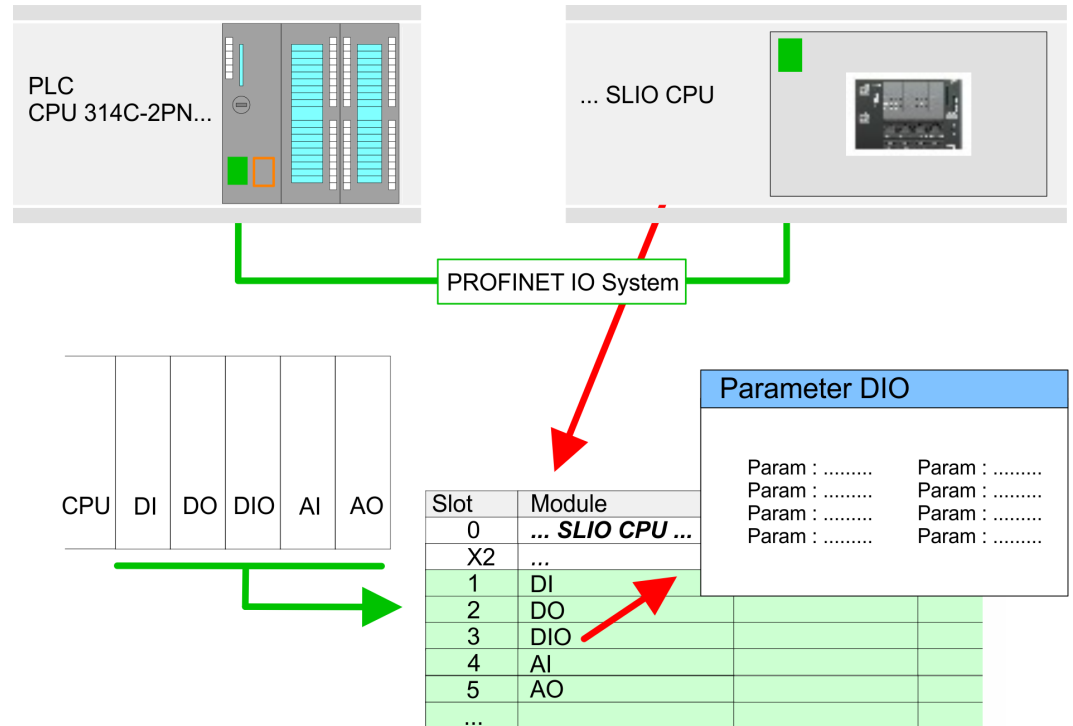 PLC
CPU 314C-2PN...
... SLIO CPU
PROFINET IO System
CPU DI DO DIO AI AO
Parameter DIO
Param : ......... Param : .........
Param : ......... Param : .........
Param : ......... Param : .........
Param : ......... Param : .........
Slot Module
0 ... SLIO CPU ...
X2 ...
1 DI
2 DO
3 DIO
4 AI
5 AO
...